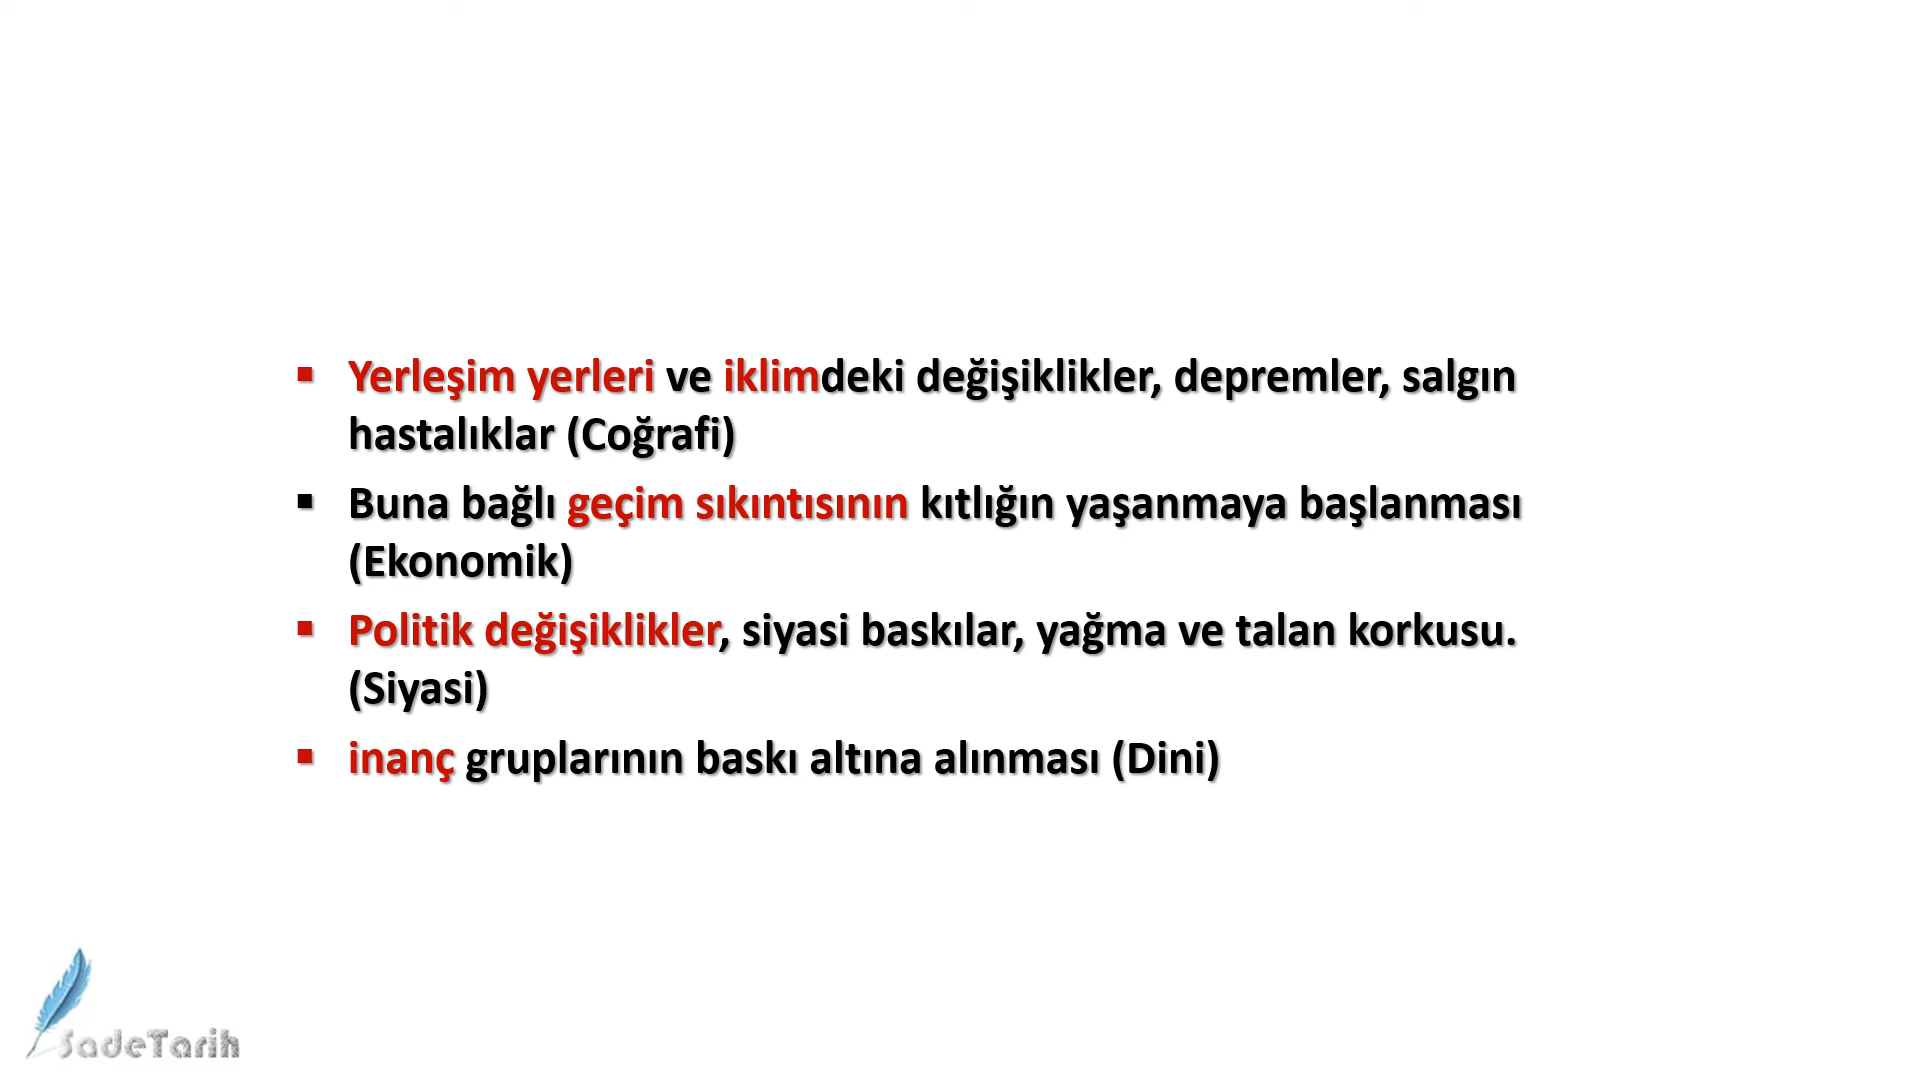 ▪ Yerleşim yerleri ve iklimdeki değişiklikler, depremler, salgın
hastalıklar (Coğrafi)
▪ Buna bağlı geçim sıkıntısının kıtlığın yaşanmaya başlanması
(Ekonomik)
▪ Politik değişiklikler, siyasi baskılar, yağma ve talan korkusu.
(Siyasi)
▪ inanç gruplarının baskı altına alınması (Dini)
SadeTarih